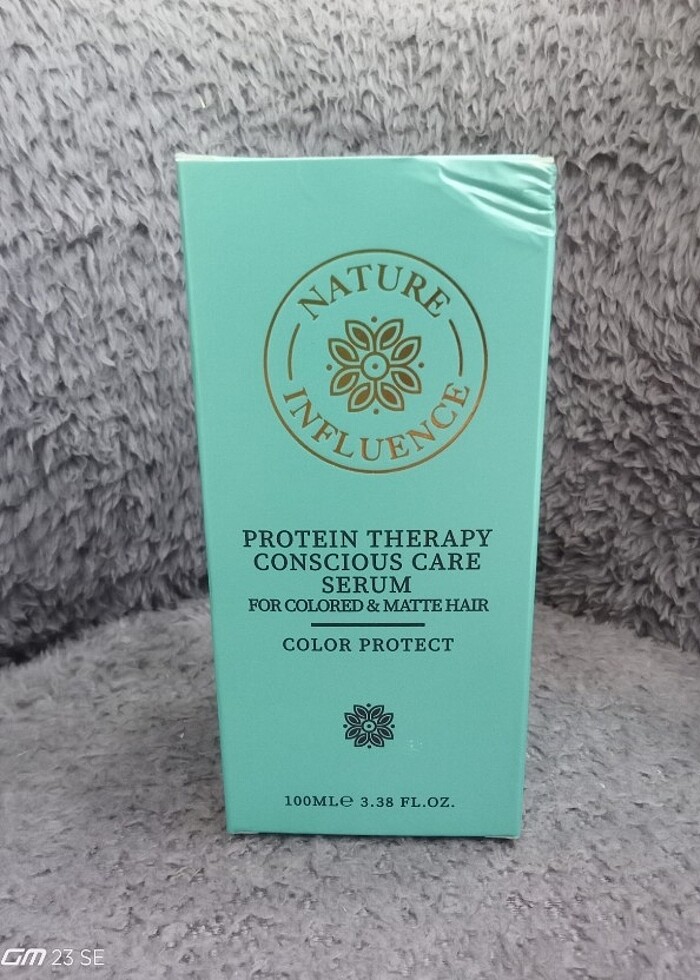 NATURE
INFLUENCE
PROTEIN THERAPY
CONSCIOUS CARE
SERUM
FOR COLORED & MATTE HAIR
COLOR PROTECT
100ML℮ 3.38 FL.OZ.
GM 23 SE